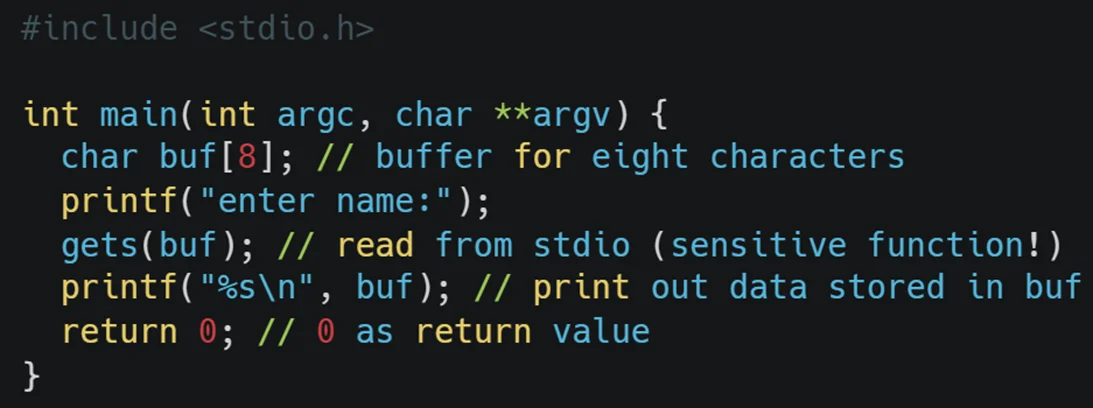 #include <stdio.h>
int main(int argc, char **argv) {
char buf[8]; // buffer for eight characters
printf("enter name:");
gets(buf); // read from stdio (sensitive function!)
printf("%s\n", buf); // print out data stored in buf
return 0; // 0 as return value
}